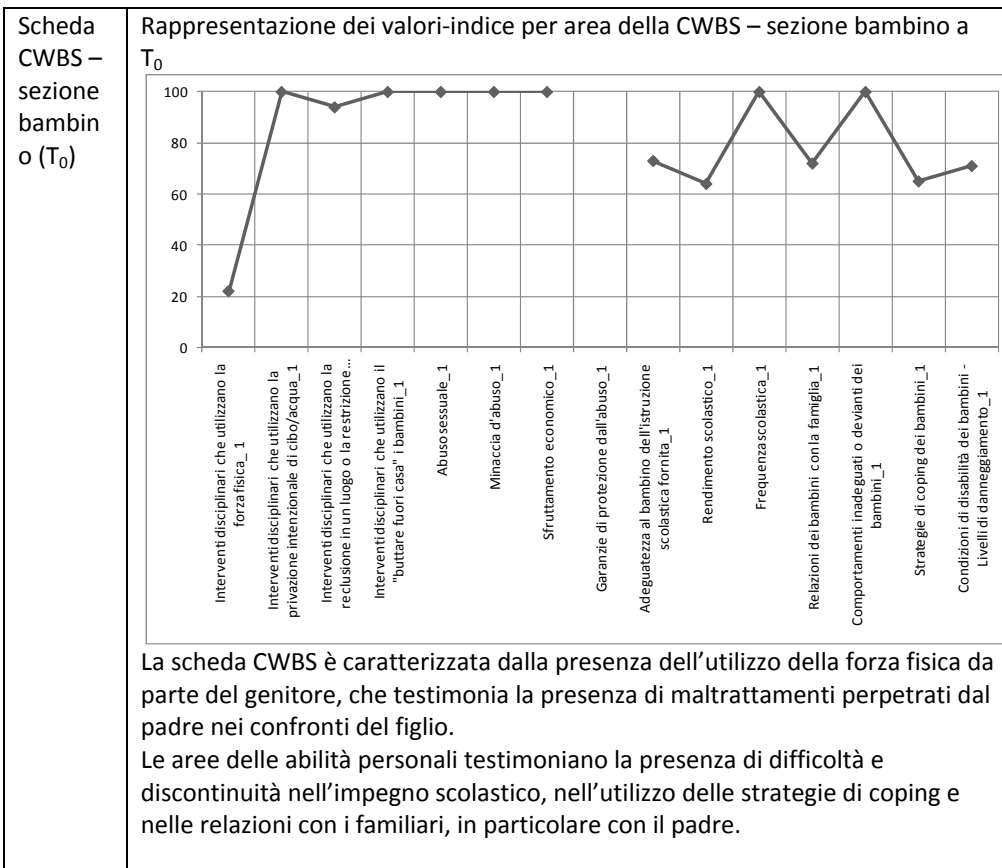 Scheda
CWBS –
sezione
bambin
o (T0)
Rappresentazione dei valori-indice per area della CWBS – sezione bambino a
T0
100
80
60
40
20
0
Interventi disciplinari che utilizzano la
forza fisica_ 1
Interventi disciplinari che utilizzano la
privazione intenzionale di cibo/acqua_1
Interventi disciplinari che utilizzano la
reclusione in un luogo o la restrizione...
Interventi disciplinari che utilizzano il
"buttare fuori casa" i bambini_1
Abuso sessuale_1
Minaccia d'abuso_1
Sfruttamento economico_1
Garanzie di protezione dall'abuso_1
Adeguatezza al bambino dell'istruzione
scolastica fornita_1
Rendimento scolastico_1
Frequenza scolastica_1
Relazioni dei bambini con la famiglia_1
Comportamenti inadeguati o devianti dei
bambini_1
Strategie di coping dei bambini_1
Condizioni di disabilità dei bambini -
Livelli di danneggiamento_1
La scheda CWBS è caratterizzata dalla presenza dell'utilizzo della forza fisica da
parte del genitore, che testimonia la presenza di maltrattamenti perpetrati dal
padre nei confronti del figlio.
Le aree delle abilità personali testimoniano la presenza di difficoltà e
discontinuità nell'impegno scolastico, nell'utilizzo delle strategie di coping e
nelle relazioni con i familiari, in particolare con il padre.